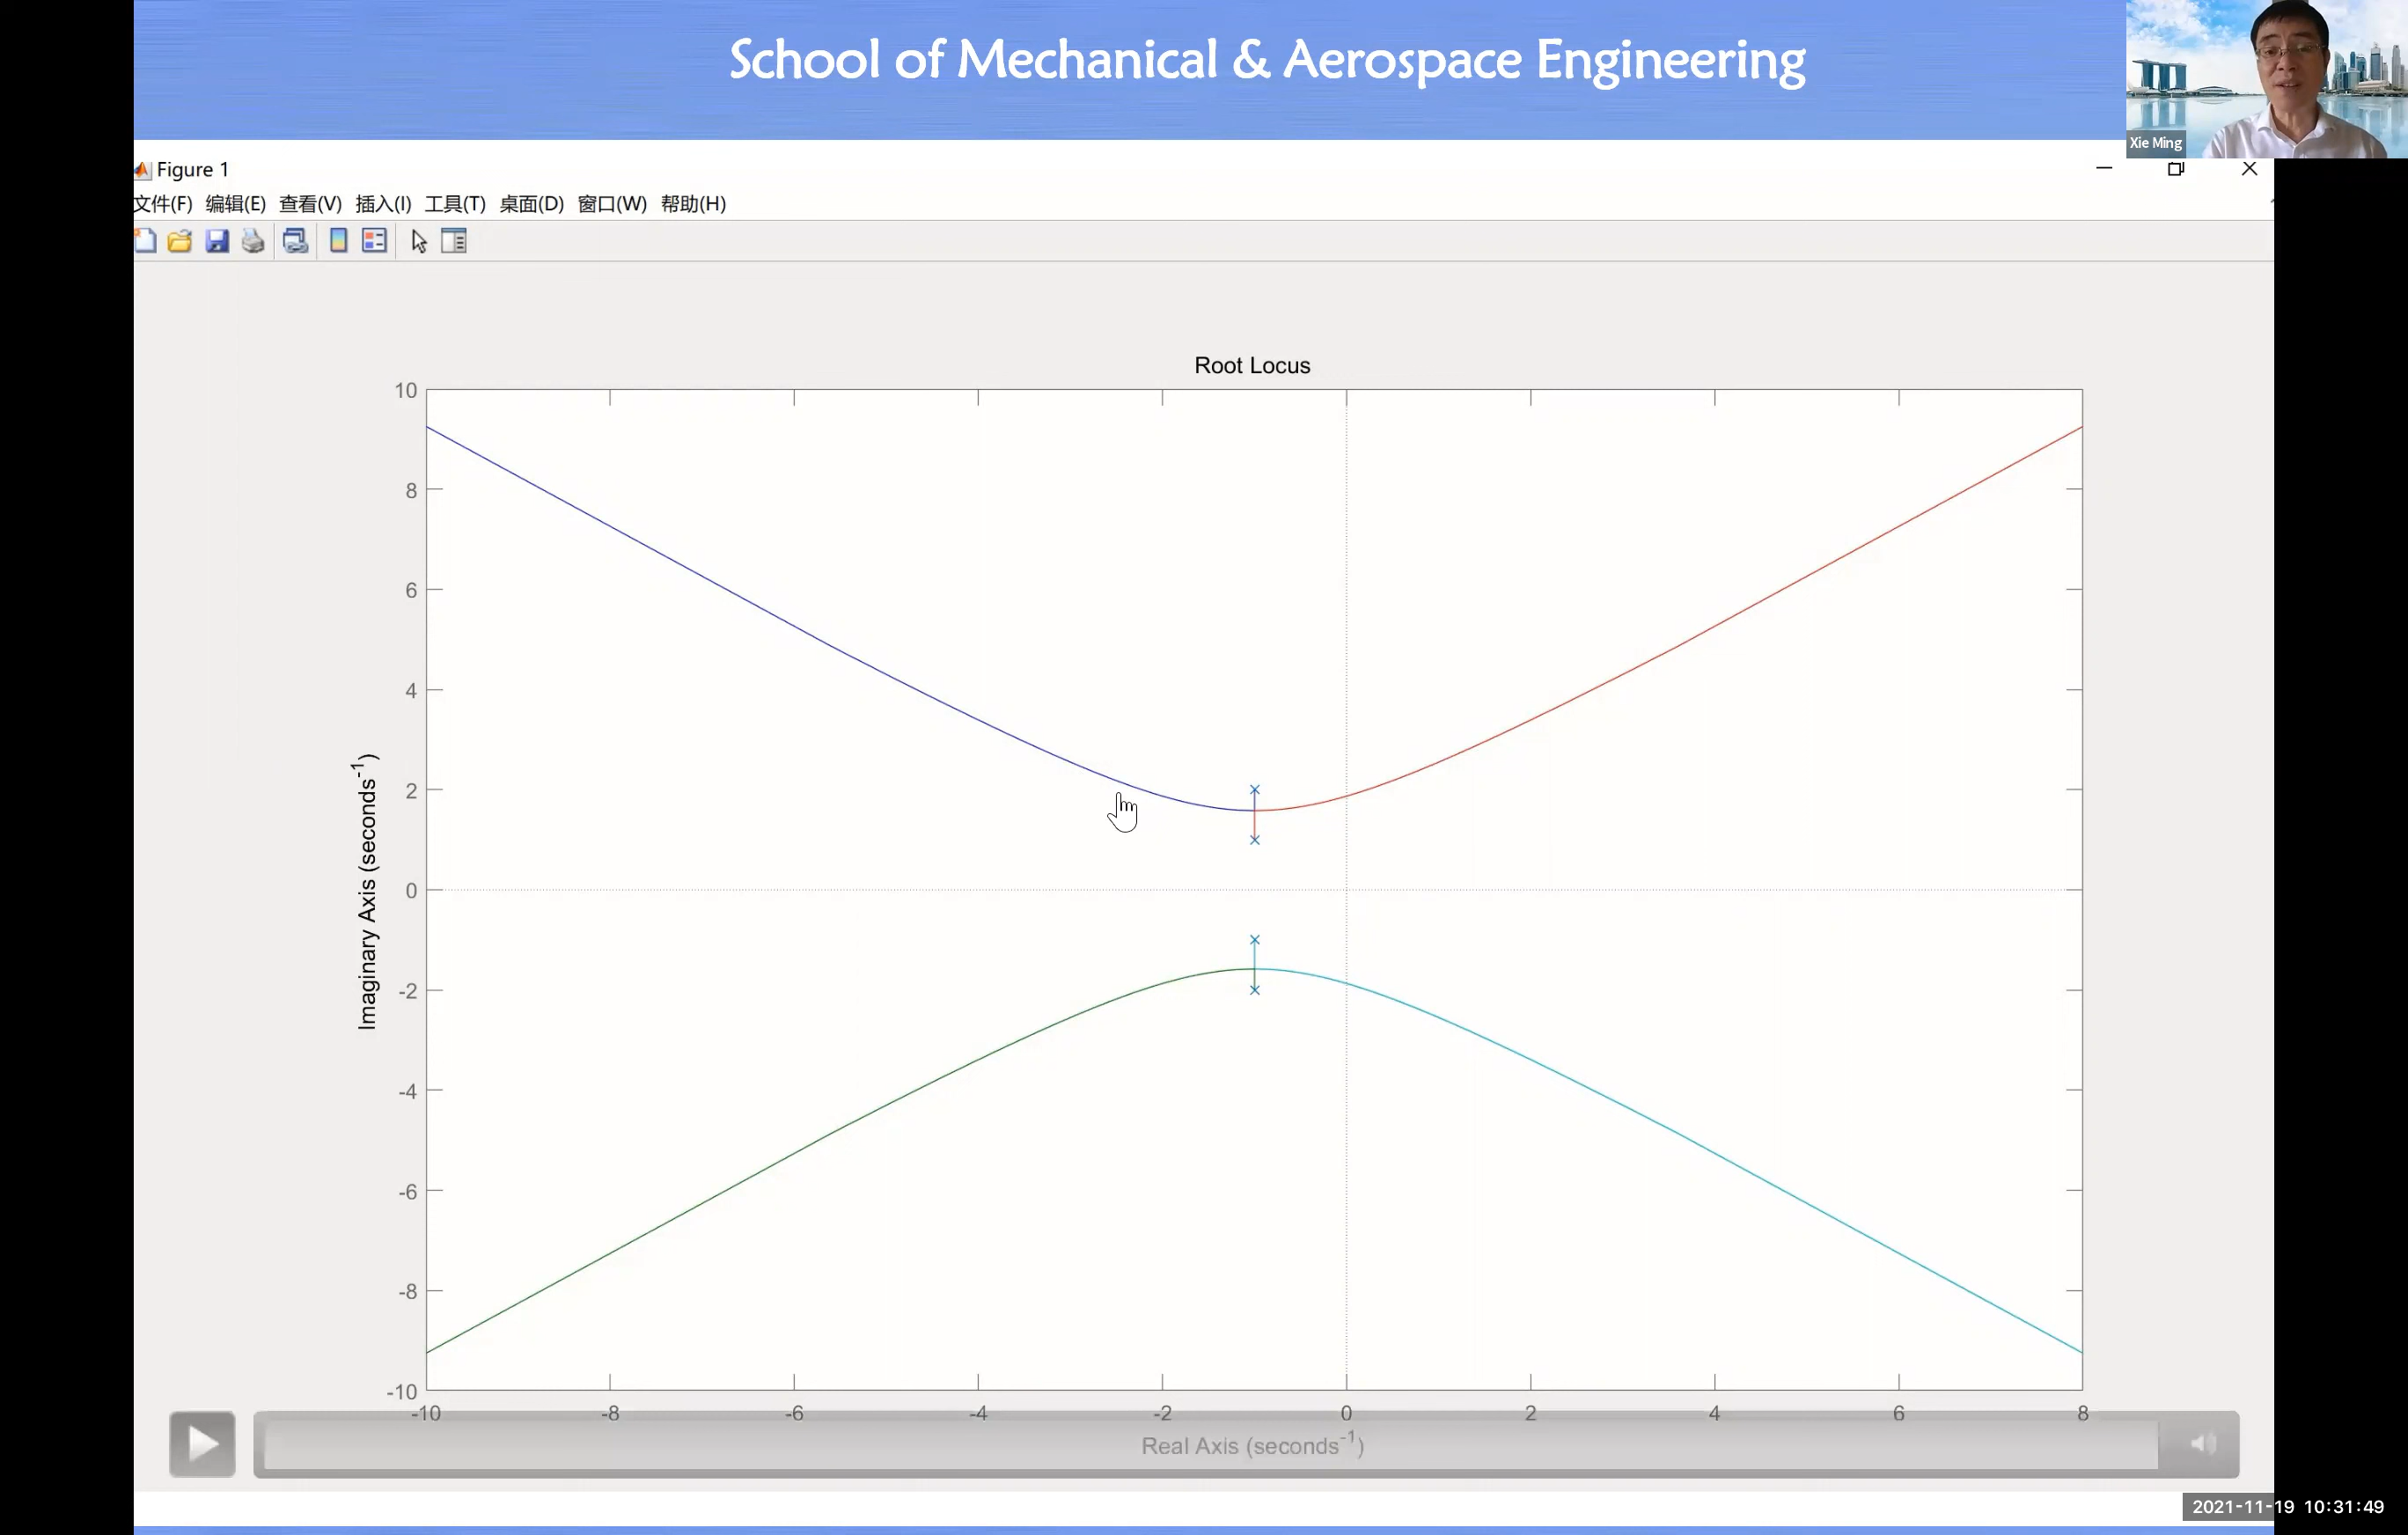 School of Mechanical & Aerospace Engineering
Xie Ming
Figure 1
文件(F) 编辑(E) 查看(V) 插入(I) 工具(T) 桌面(D) 窗口(W) 帮助(H)
Root Locus
10
8
6
4
2
0
-2
-4
-6
-8
-10
Imaginary Axis (seconds⁻¹)
-10 -8 -6 -4 -2 0 2 4 6 8
Real Axis (seconds⁻¹)
2021-11-19 10:31:49